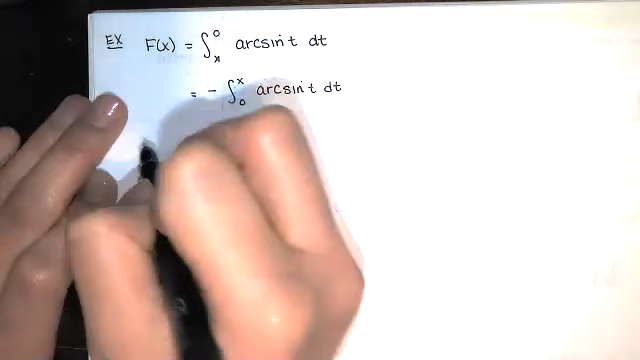 EX F(x) = ∫ₓ⁰ arcsin t dt
= - ∫₀ˣ arcsin t dt